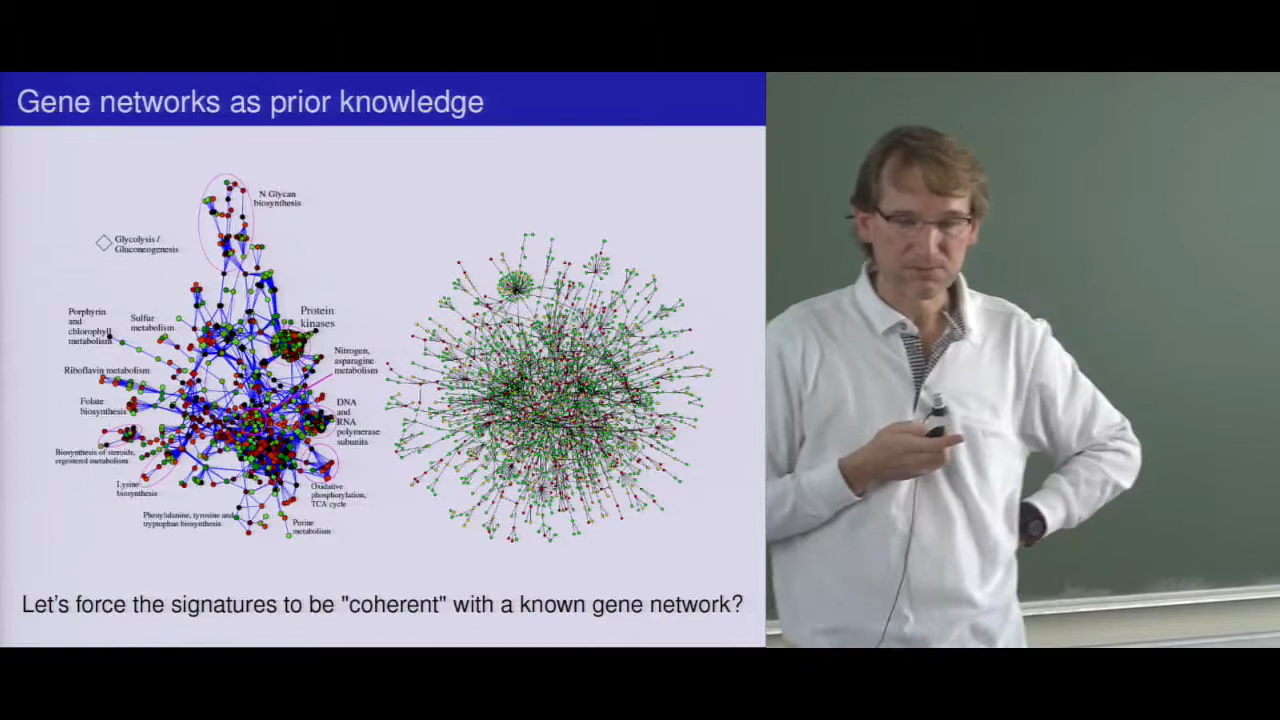 Gene networks as prior knowledge
N Glycan
biosynthesis
Glycolysis /
Gluconeogenesis
Porphyrin
and
chlorophyll
metabolism
Sulfur
metabolism
Protein
kinases
Nitrogen,
asparagine
metabolism
Riboflavin metabolism
Folate
biosynthesis
DNA
and
RNA
polymerase
subunits
Biosynthesis of steroids,
ergosterol metabolism
Lysine
biosynthesis
Oxidative
phosphorylation,
TCA cycle
Phenylalanine, tyrosine and
tryptophan biosynthesis
Purine
metabolism
Let's force the signatures to be "coherent" with a known gene network?